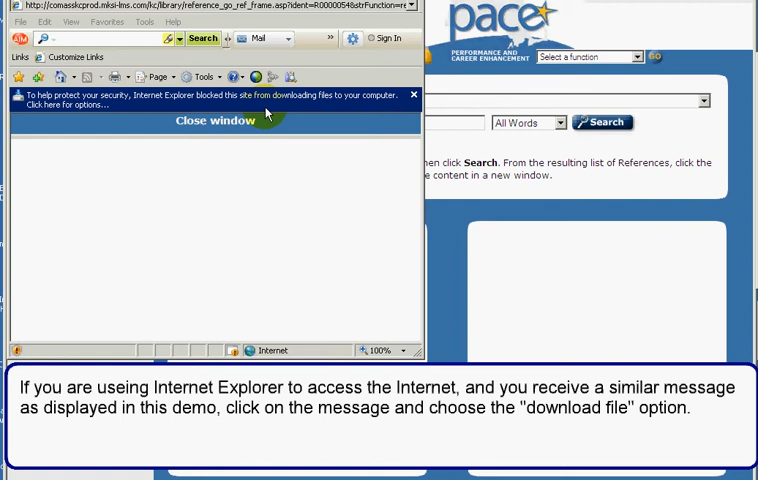 http://comasskcprod.mksi-lms.com/kc/library/reference_go_ref_frame.asp?ident=R0000054&strFunction=re
File Edit View Favorites Tools Help
AIM Search Mail » Sign In
Links Customize Links
Page Tools
To help protect your security, Internet Explorer blocked this site from downloading files to your computer.
Click here for options...
Close window
pace
PERFORMANCE AND
CAREER ENHANCEMENT
Select a function
GO
All Words
Search
hen click Search. From the resulting list of References, click the
e content in a new window.
Internet
100%
If you are useing Internet Explorer to access the Internet, and you receive a similar message
as displayed in this demo, click on the message and choose the "download file" option.